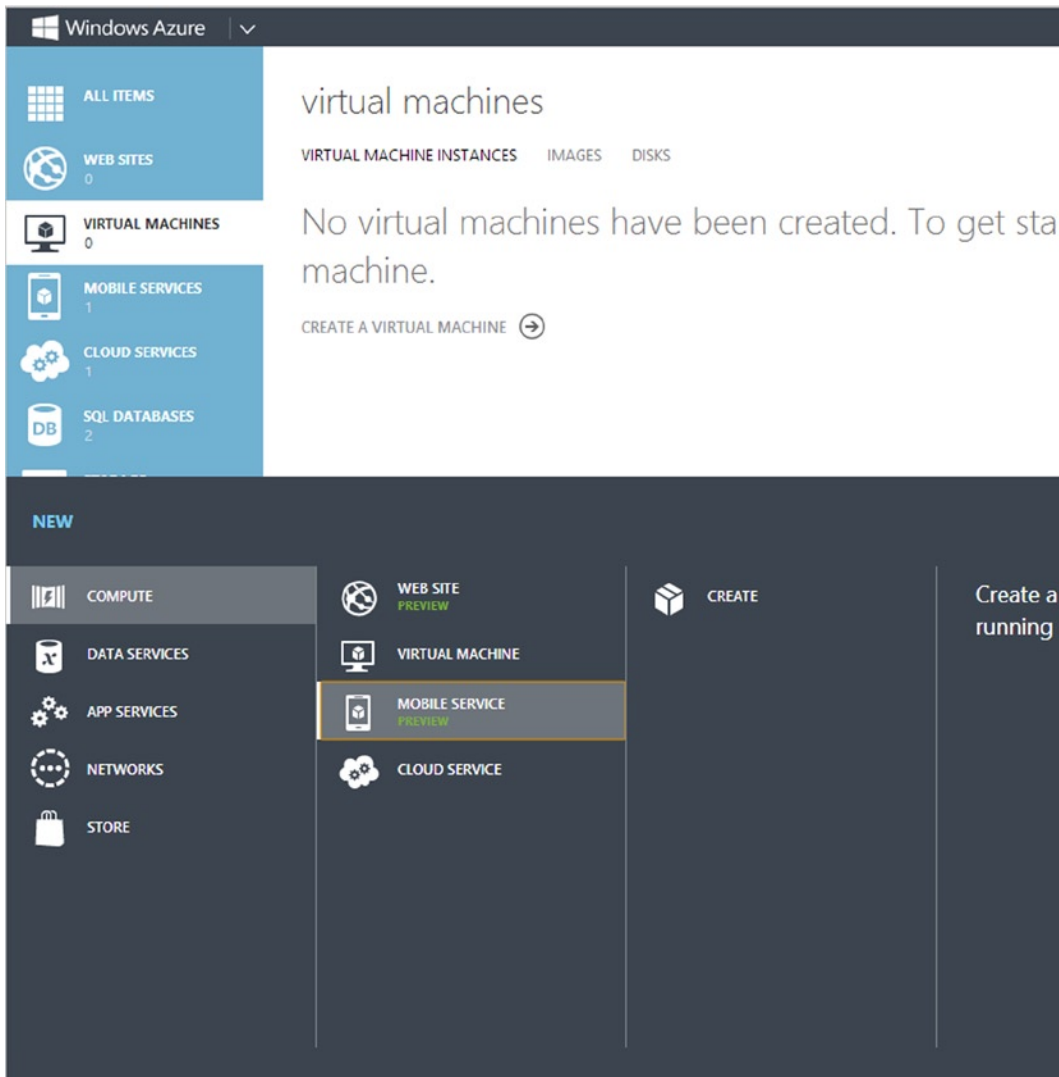 Windows Azure
ALL ITEMS
WEB SITES
0
VIRTUAL MACHINES
0
MOBILE SERVICES
1
CLOUD SERVICES
1
DB
SQL DATABASES
2
virtual machines
VIRTUAL MACHINE INSTANCES IMAGES DISKS
No virtual machines have been created. To get sta
machine.
CREATE A VIRTUAL MACHINE
NEW
COMPUTE
DATA SERVICES
APP SERVICES
NETWORKS
STORE
WEB SITE
PREVIEW
VIRTUAL MACHINE
MOBILE SERVICE
PREVIEW
CLOUD SERVICE
CREATE
Create a
running